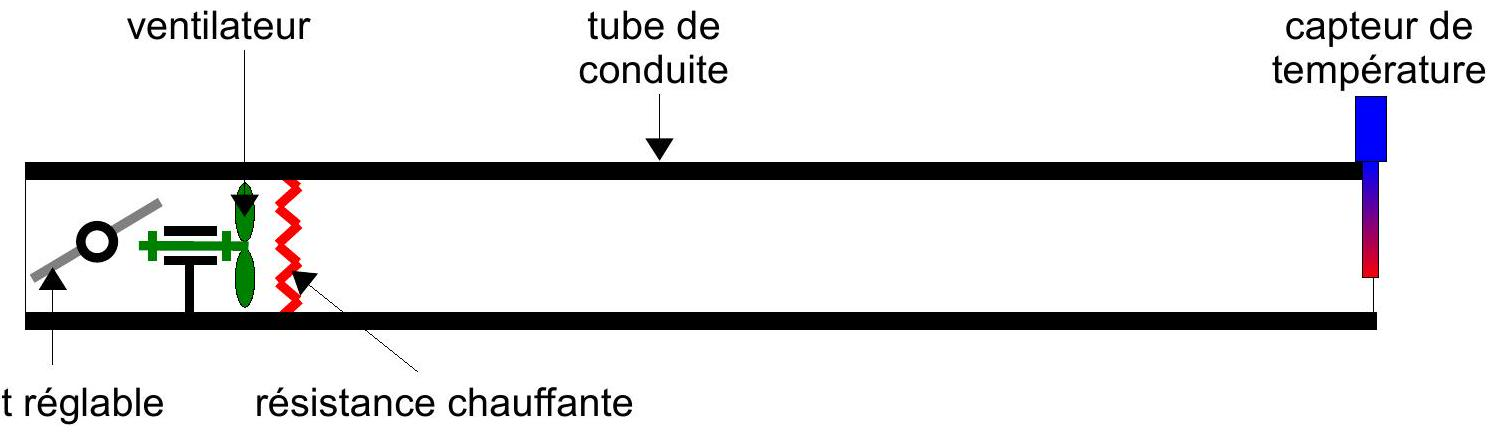 ventilateur
tube de
conduite
capteur de
température
t réglable
résistance chauffante